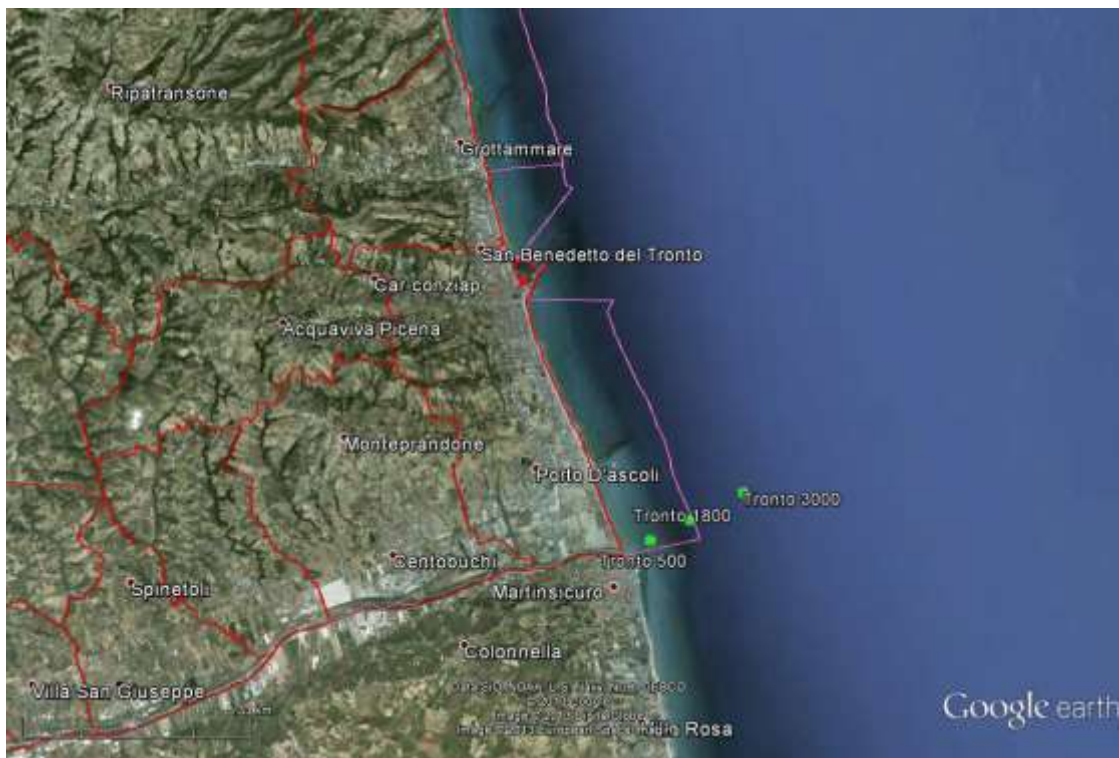 Ripatransone
Grottammare
San Benedetto del Tronto
Acquaviva Picena
Monteprandone
Porto D'ascoli
Tronto 3000
Tronto 1800
Tronto 500
Centobuchi
Martinsicuro
Spinetoli
Colonnella
Villa San Giuseppe
Rosa
Google earth